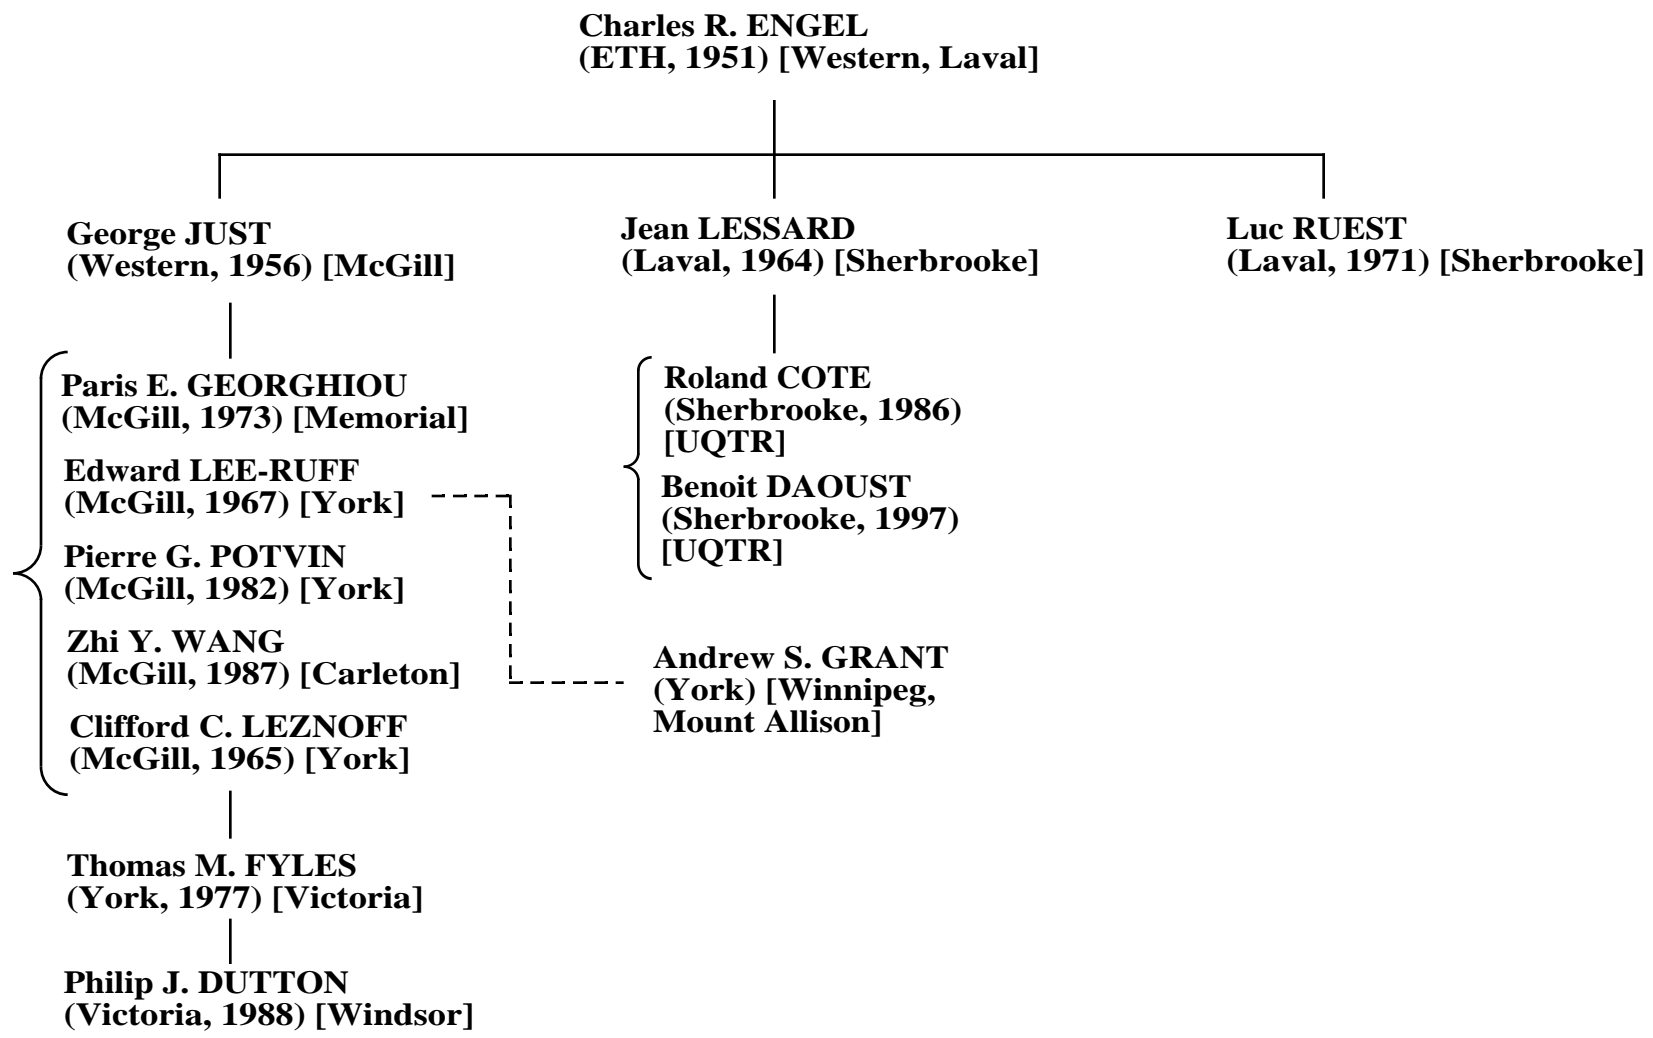 Charles R. ENGEL
(ETH, 1951) [Western, Laval]
George JUST
(Western, 1956) [McGill]
Jean LESSARD
(Laval, 1964) [Sherbrooke]
Luc RUEST
(Laval, 1971) [Sherbrooke]
Paris E. GEORGHIOU
(McGill, 1973) [Memorial]
Edward LEE-RUFF
(McGill, 1967) [York]
Pierre G. POTVIN
(McGill, 1982) [York]
Zhi Y. WANG
(McGill, 1987) [Carleton]
Clifford C. LEZNOFF
(McGill, 1965) [York]
Thomas M. FYLES
(York, 1977) [Victoria]
Philip J. DUTTON
(Victoria, 1988) [Windsor]
Roland COTE
(Sherbrooke, 1986)
[UQTR]
Benoit DAOUST
(Sherbrooke, 1997)
[UQTR]
Andrew S. GRANT
(York) [Winnipeg,
Mount Allison]